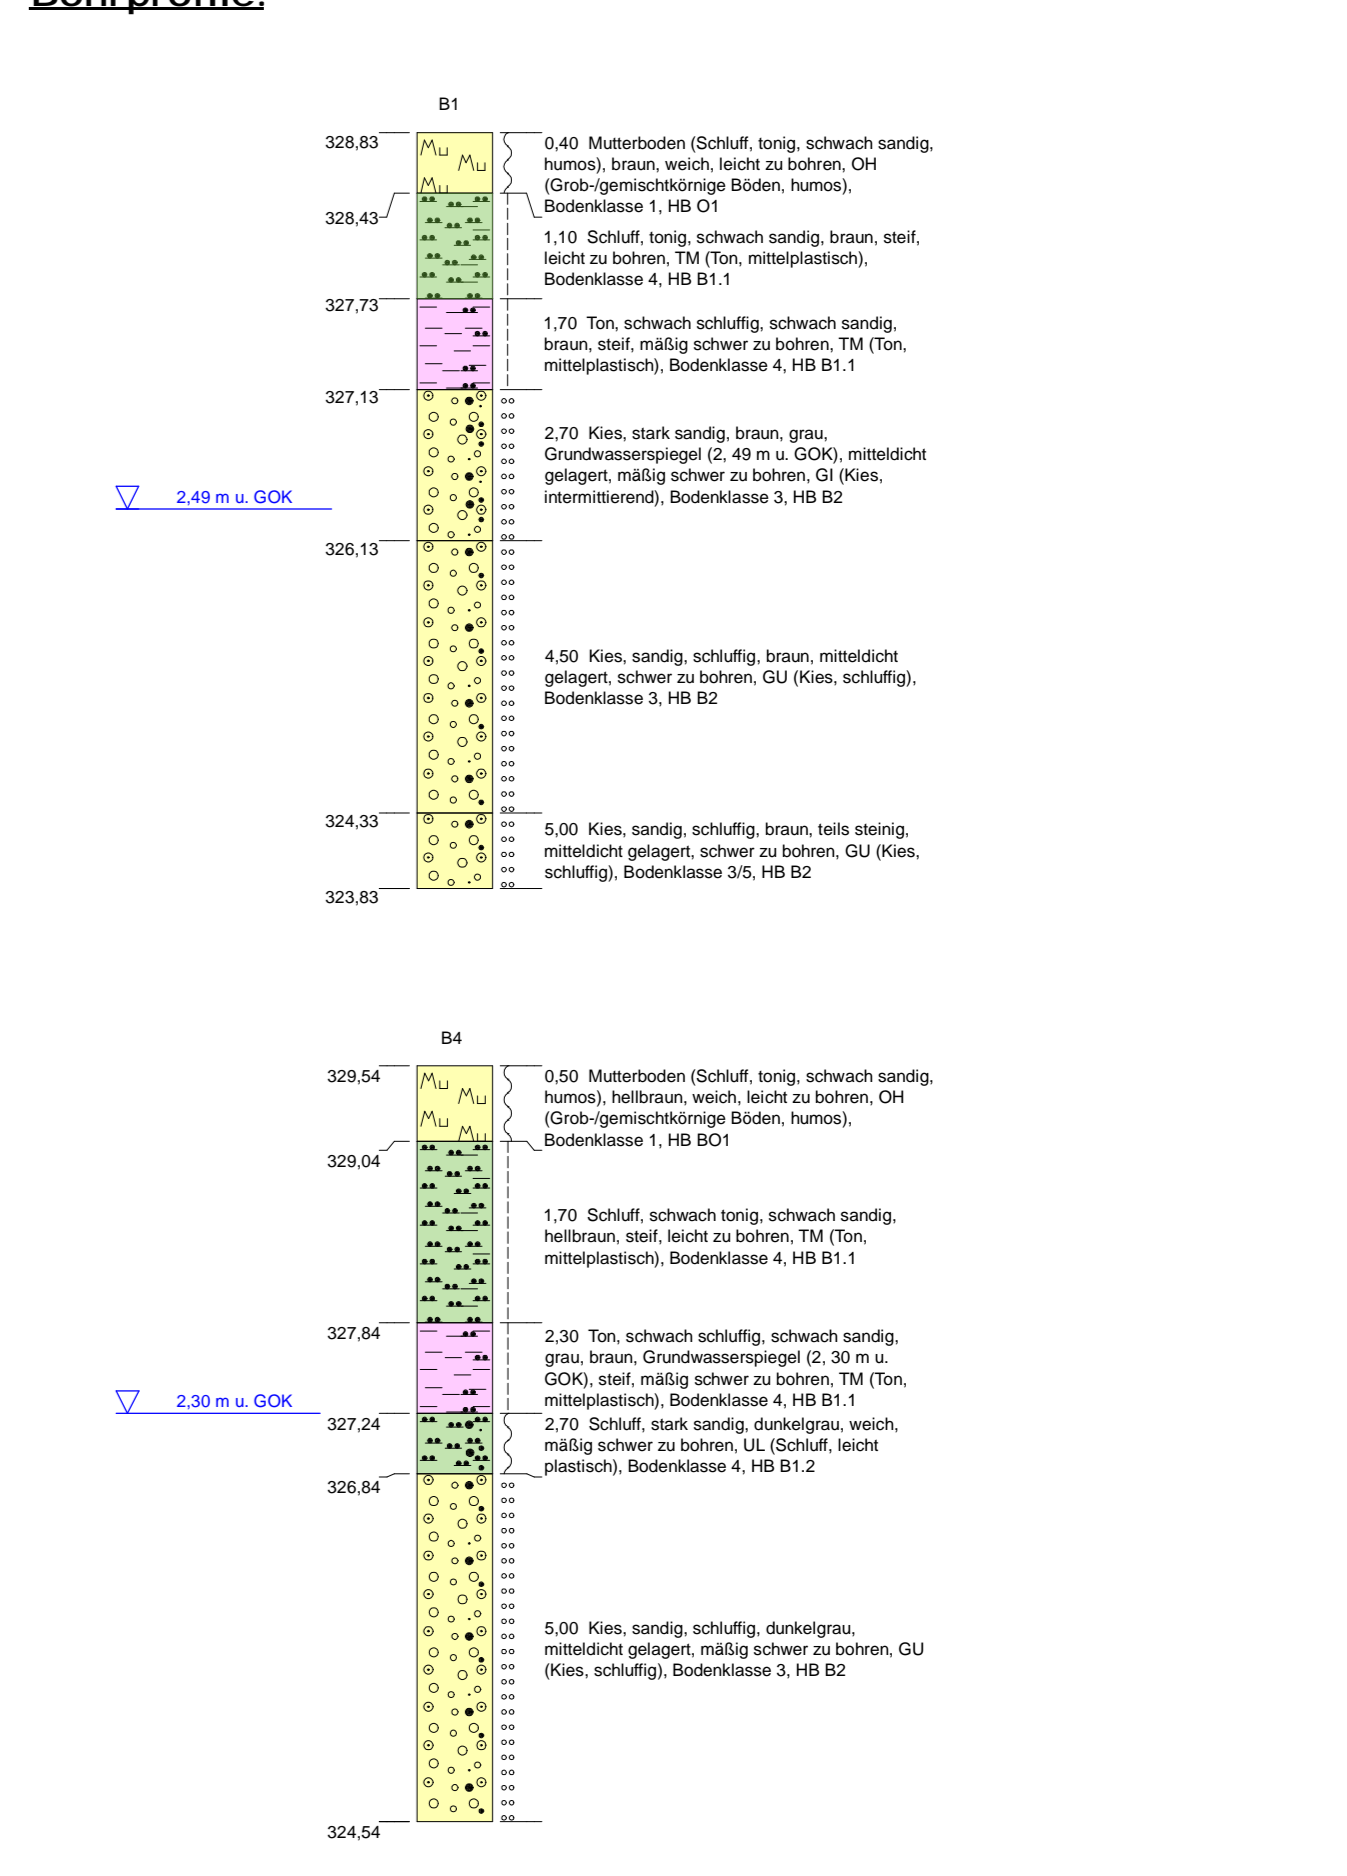 Bohrprofile:
B1
328,83
0,40 Mutterboden (Schluff, tonig, schwach sandig,
humos), braun, weich, leicht zu bohren, OH
(Grob-/gemischtkörnige Böden, humos),
Bodenklasse 1, HB O1
Mu
Mu
Mu
328,43
1,10 Schluff, tonig, schwach sandig, braun, steif,
leicht zu bohren, TM (Ton, mittelplastisch),
Bodenklasse 4, HB B1.1
327,73
1,70 Ton, schwach schluffig, schwach sandig,
braun, steif, mäßig schwer zu bohren, TM (Ton,
mittelplastisch), Bodenklasse 4, HB B1.1
327,13
2,70 Kies, stark sandig, braun, grau,
Grundwasserspiegel (2, 49 m u. GOK), mitteldicht
gelagert, mäßig schwer zu bohren, GI (Kies,
intermittierend), Bodenklasse 3, HB B2
2,49 m u. GOK
326,13
4,50 Kies, sandig, schluffig, braun, mitteldicht
gelagert, schwer zu bohren, GU (Kies, schluffig),
Bodenklasse 3, HB B2
324,33
5,00 Kies, sandig, schluffig, braun, teils steinig,
mitteldicht gelagert, schwer zu bohren, GU (Kies,
schluffig), Bodenklasse 3/5, HB B2
323,83
B4
329,54
0,50 Mutterboden (Schluff, tonig, schwach sandig,
humos), hellbraun, weich, leicht zu bohren, OH
(Grob-/gemischtkörnige Böden, humos),
Bodenklasse 1, HB BO1
Mu
Mu
Mu
Mu
329,04
1,70 Schluff, schwach tonig, schwach sandig,
hellbraun, steif, leicht zu bohren, TM (Ton,
mittelplastisch), Bodenklasse 4, HB B1.1
327,84
2,30 Ton, schwach schluffig, schwach sandig,
grau, braun, Grundwasserspiegel (2, 30 m u.
GOK), steif, mäßig schwer zu bohren, TM (Ton,
mittelplastisch), Bodenklasse 4, HB B1.1
2,30 m u. GOK
327,24
2,70 Schluff, stark sandig, dunkelgrau, weich,
mäßig schwer zu bohren, UL (Schluff, leicht
plastisch), Bodenklasse 4, HB B1.2
326,84
5,00 Kies, sandig, schluffig, dunkelgrau,
mitteldicht gelagert, mäßig schwer zu bohren, GU
(Kies, schluffig), Bodenklasse 3, HB B2
324,54